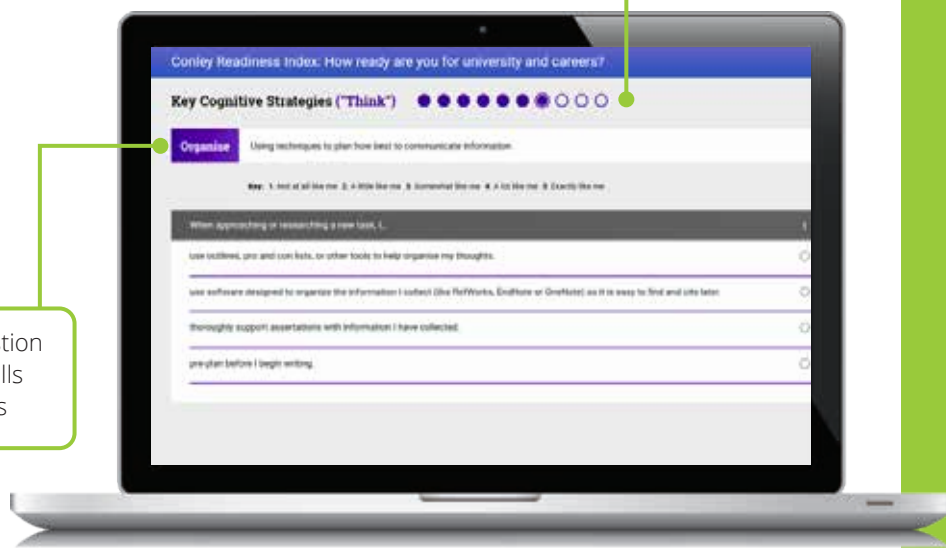 Conley Readiness Index: How ready are you for university and careers?
Key Cognitive Strategies ("Think")
Organise
Using techniques to plan how best to communicate information
Key: 1 Not at all like me 2 A little like me 3 Somewhat like me 4 A lot like me 5 Exactly like me
When approaching or researching a new task, I...
1
use outlines, pro and con lists, or other tools to help organise my thoughts.
use software designed to organize the information I collect (like RefWorks, EndNote or OneNote) so it is easy to find and cite later.
thoroughly support assertations with information I have collected.
pre-plan before I begin writing.
stion
lls
s